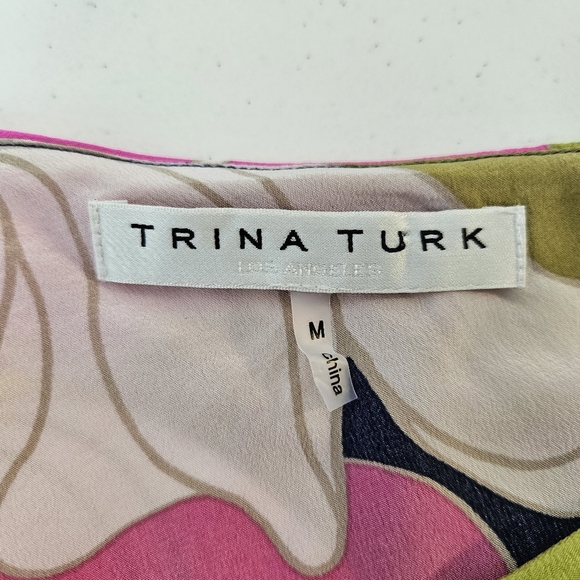 TRINA TURK
LOS ANGELES
M
china